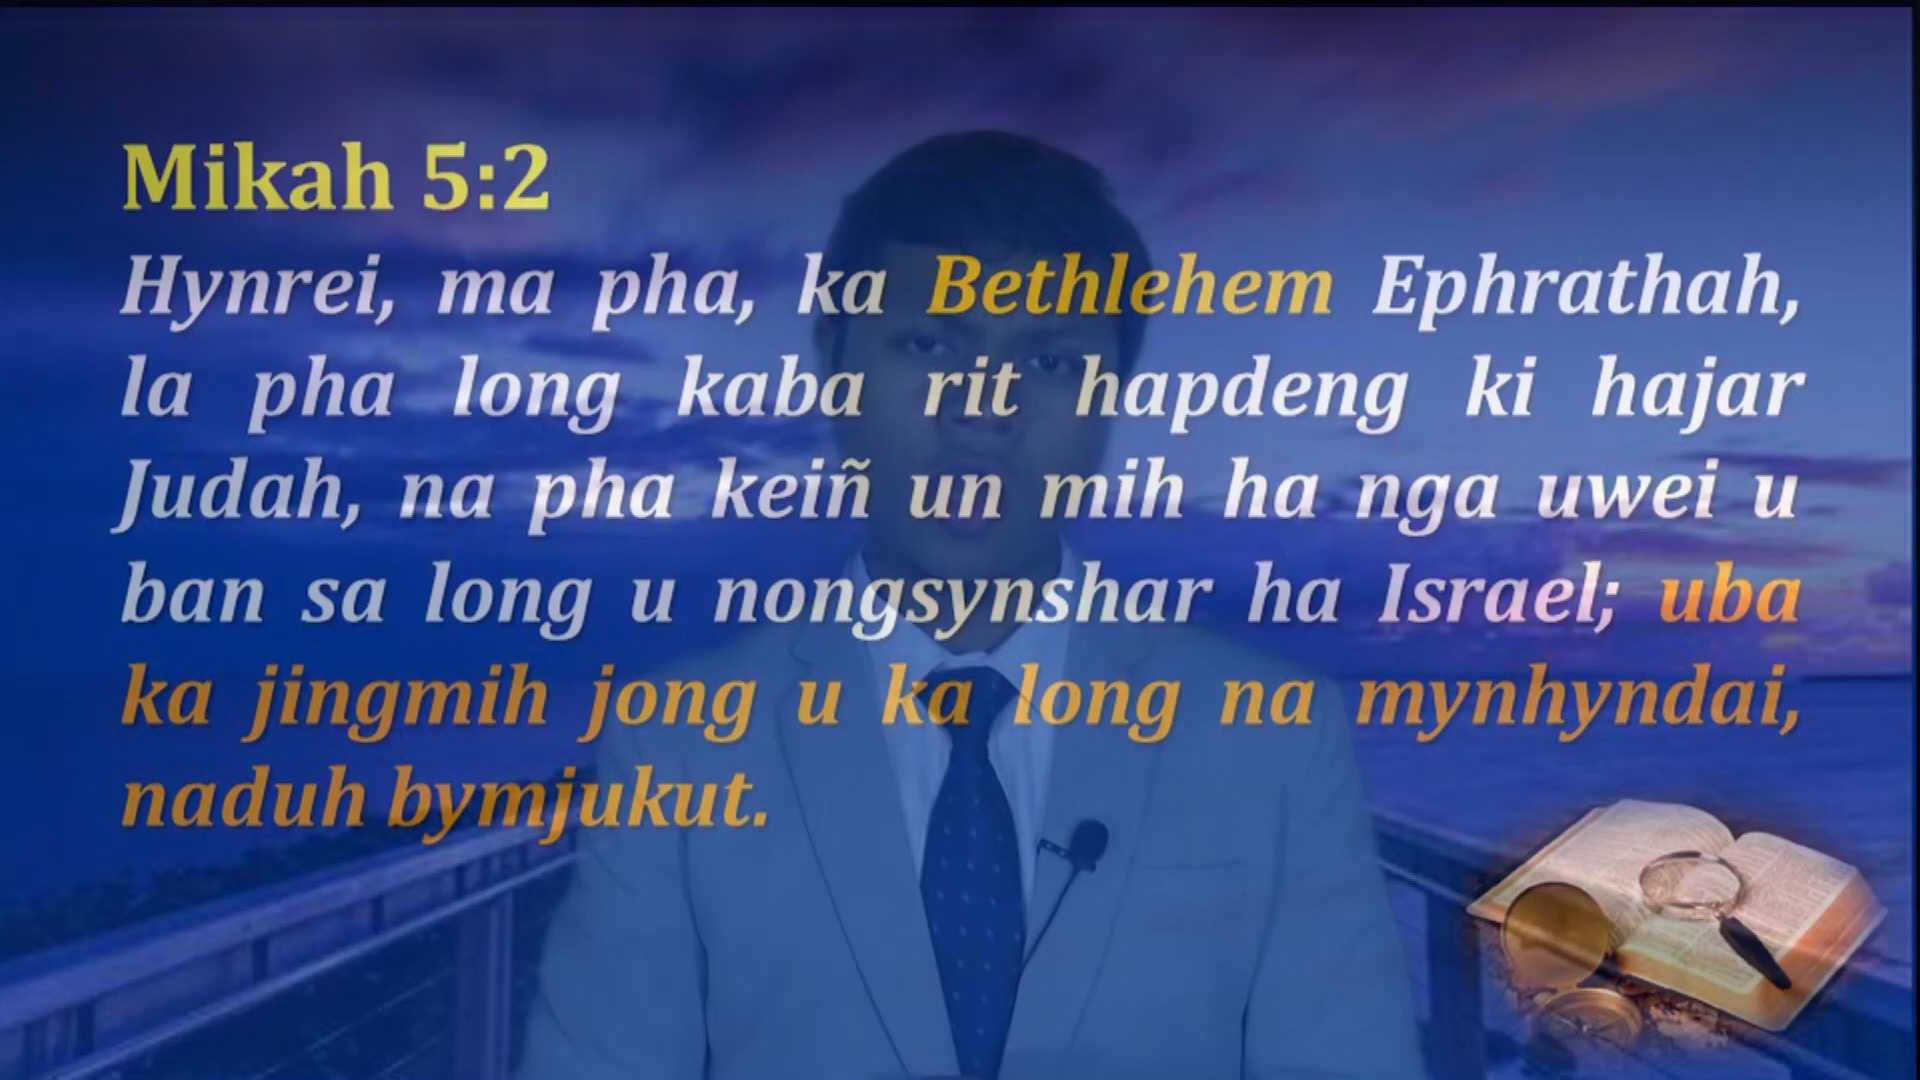 Mikah 5:2
Hynrei, ma pha, ka Bethlehem Ephrathah,
la pha long kaba rit hapdeng ki hajar
Judah, na pha keiñ un mih ha nga uwei u
ban sa long u nongsynshar ha Israel; uba
ka jingmih jong u ka long na mynhyndai,
naduh bymjukut.